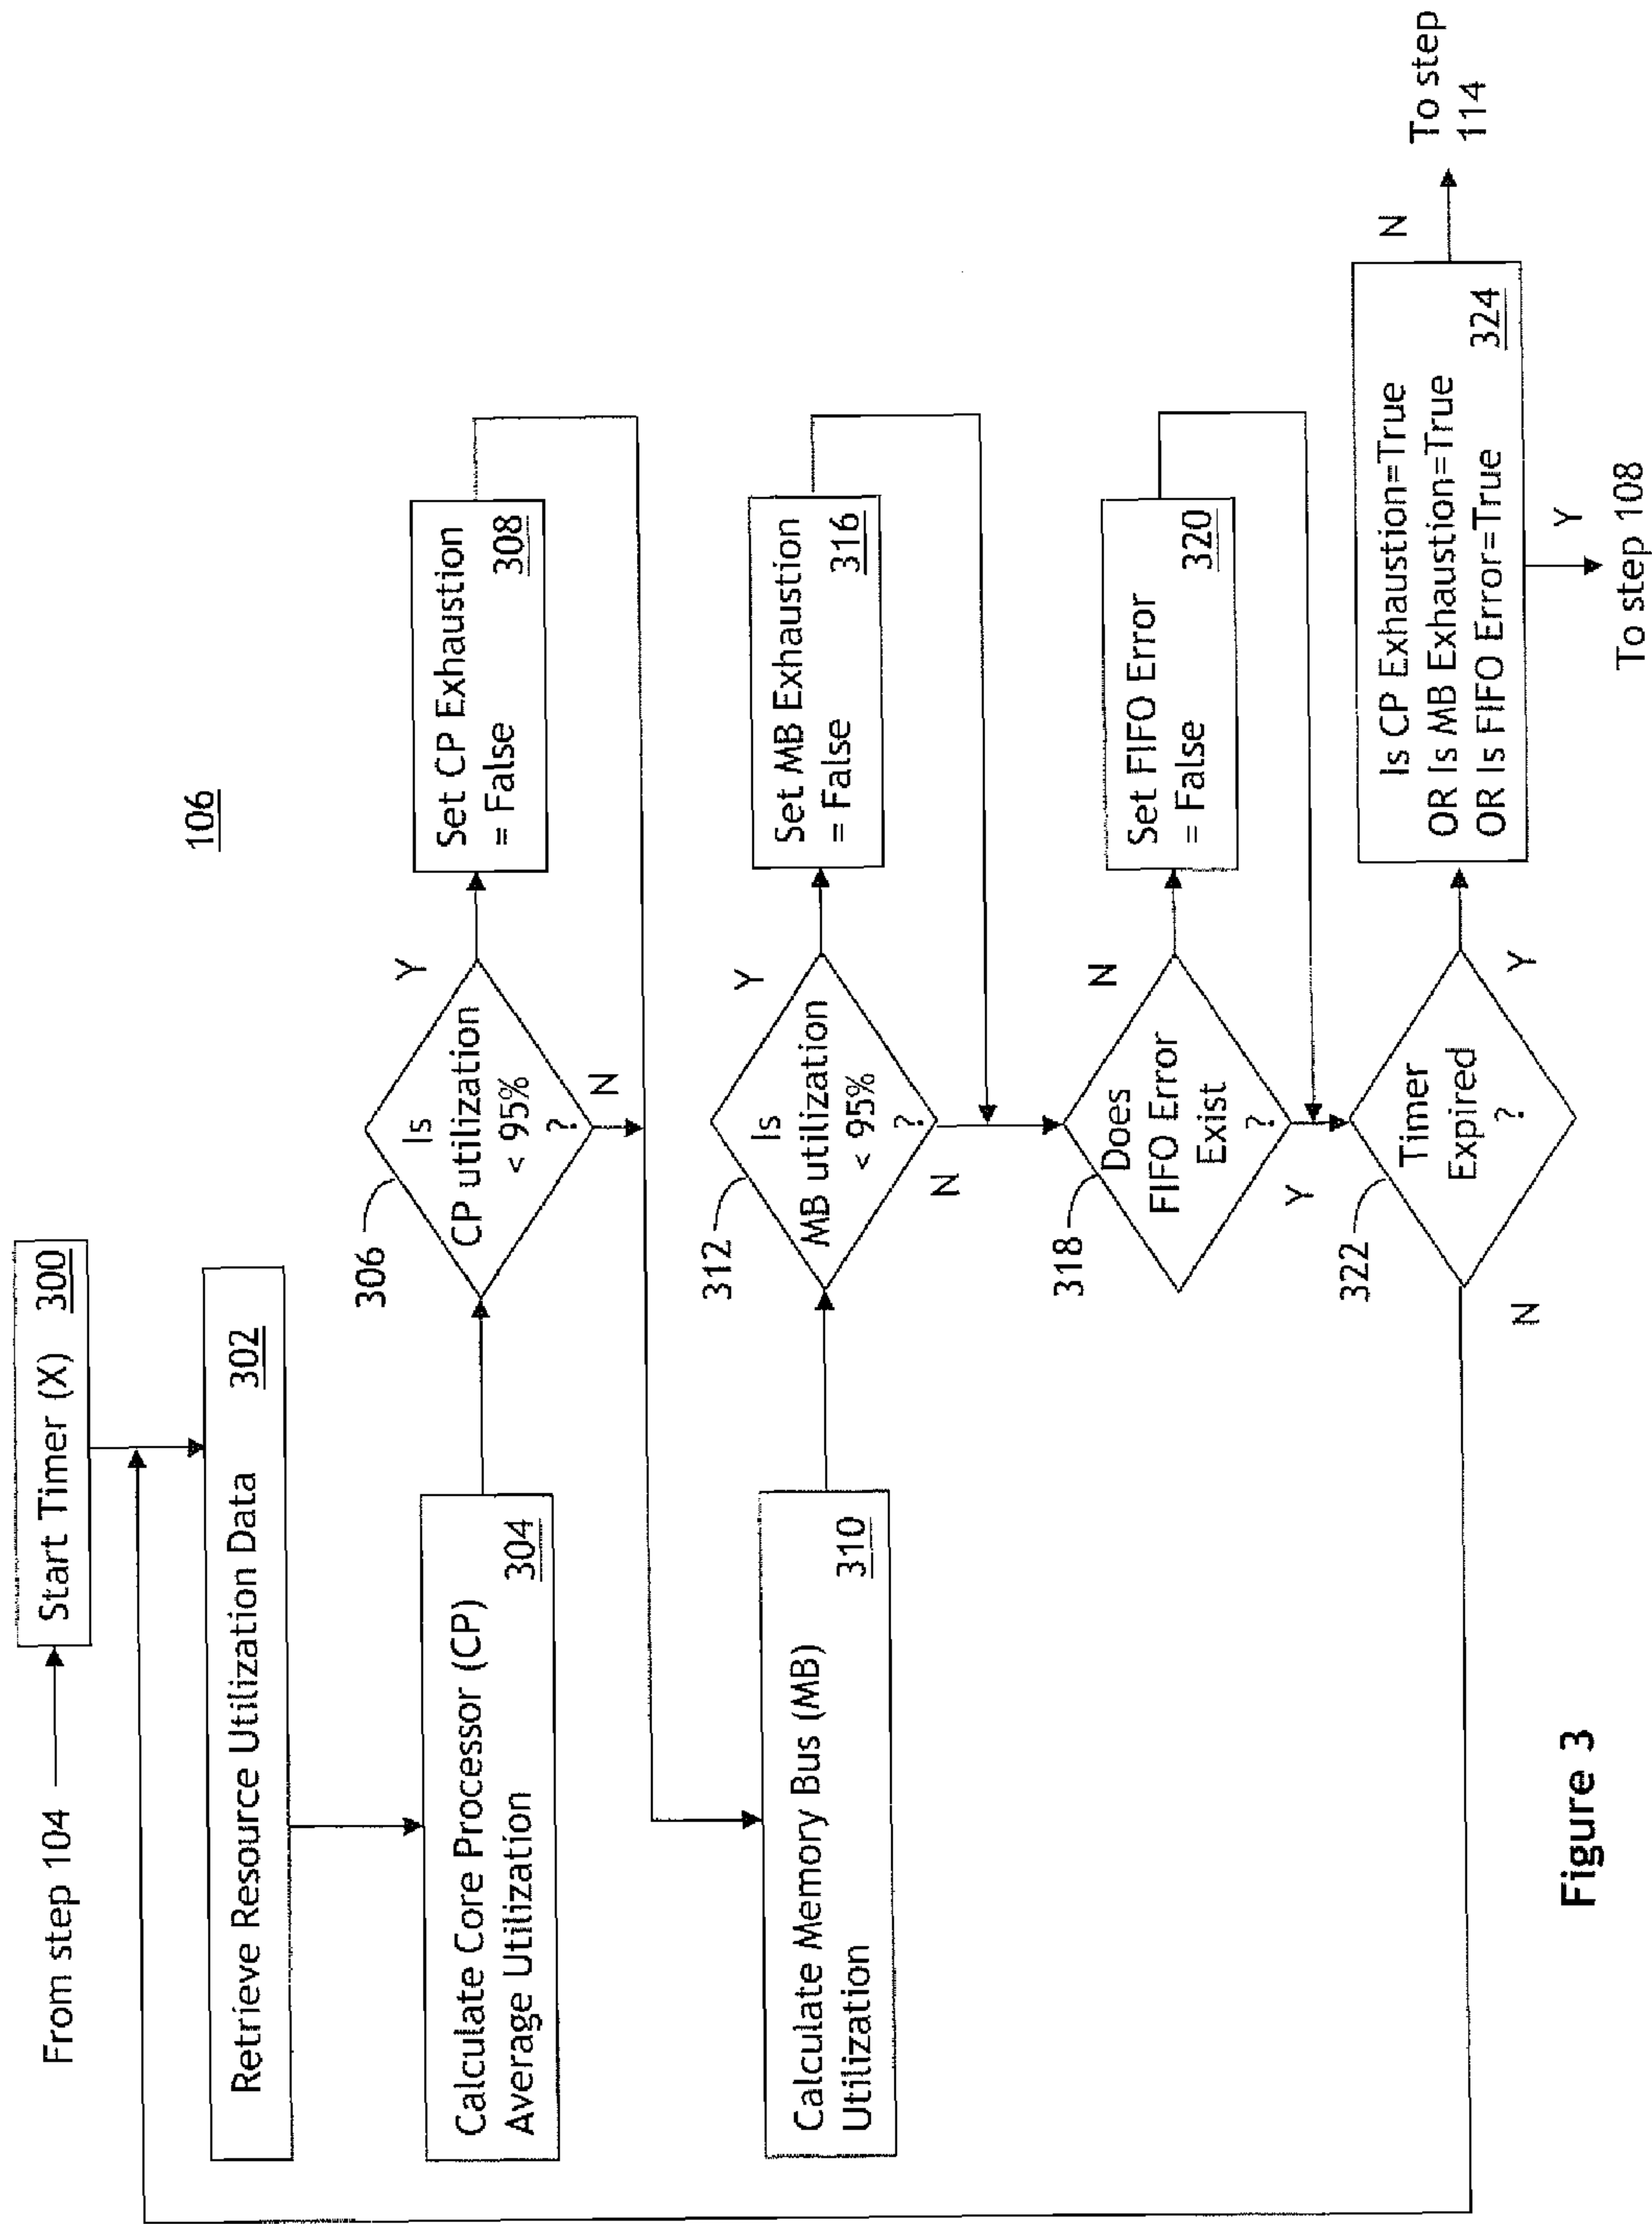 106
From step 104
Start Timer (X) 300
Retrieve Resource Utilization Data 302
Calculate Core Processor (CP)
Average Utilization
304
306
Is
CP utilization
< 95%
?
Y
N
Set CP Exhaustion
= False
308
Calculate Memory Bus (MB)
Utilization
310
312
Is
MB utilization
< 95%
?
Y
N
Set MB Exhaustion
= False
316
318
Does
FIFO Error
Exist
?
N
Y
Set FIFO Error
= False
320
322
Timer
Expired
?
Y
N
Is CP Exhaustion=True
OR Is MB Exhaustion=True
OR Is FIFO Error=True
324
N
To step
114
Y
To step 108
Figure 3